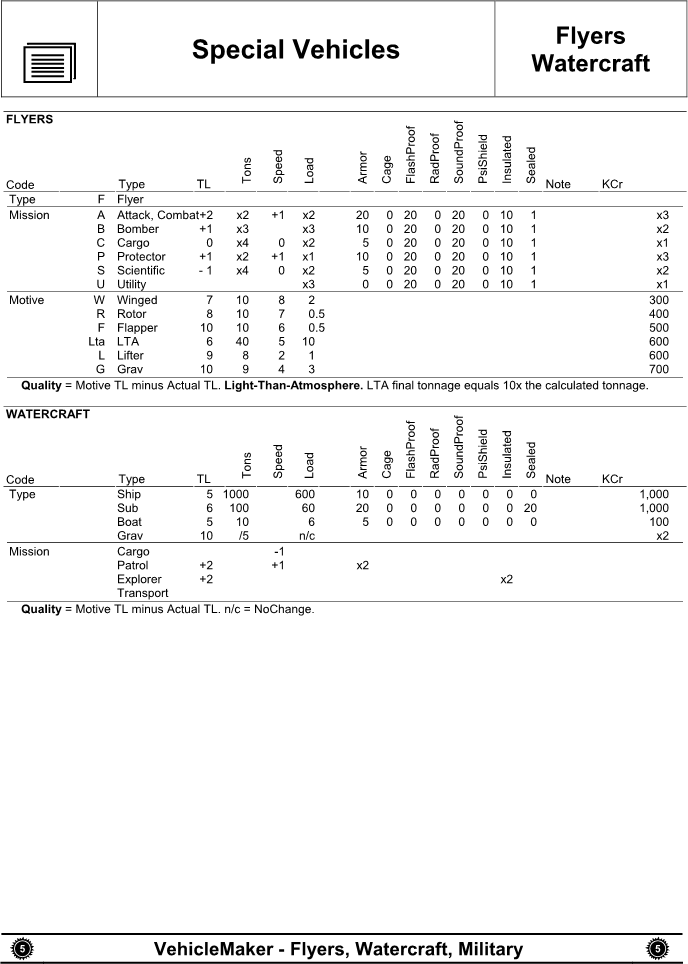 Special Vehicles
Flyers
Watercraft
FLYERS
Code Type TL Tons Speed Load Armor Cage FlashProof RadProof SoundProof PsiShield Insulated Sealed Note KCr
Type F Flyer
Mission A Attack, Combat+2 x2 +1 x2 20 0 20 0 20 0 10 1 x3
B Bomber +1 x3 x3 10 0 20 0 20 0 10 1 x2
C Cargo 0 x4 0 x2 5 0 20 0 20 0 10 1 x1
P Protector +1 x2 +1 x1 10 0 20 0 20 0 10 1 x3
S Scientific - 1 x4 0 x2 5 0 20 0 20 0 10 1 x2
U Utility x3 0 0 20 0 20 0 10 1 x1
Motive W Winged 7 10 8 2 300
R Rotor 8 10 7 0.5 400
F Flapper 10 10 6 0.5 500
Lta LTA 6 40 5 10 600
L Lifter 9 8 2 1 600
G Grav 10 9 4 3 700
Quality = Motive TL minus Actual TL. Light-Than-Atmosphere. LTA final tonnage equals 10x the calculated tonnage.
WATERCRAFT
Code Type TL Tons Speed Load Armor Cage FlashProof RadProof SoundProof PsiShield Insulated Sealed Note KCr
Type Ship 5 1000 600 10 0 0 0 0 0 0 0 1,000
Sub 6 100 60 20 0 0 0 0 0 0 20 1,000
Boat 5 10 6 5 0 0 0 0 0 0 0 100
Grav 10 /5 n/c x2
Mission Cargo -1
Patrol +2 +1 x2
Explorer +2 x2
Transport
Quality = Motive TL minus Actual TL. n/c = NoChange.
5 VehicleMaker - Flyers, Watercraft, Military 5